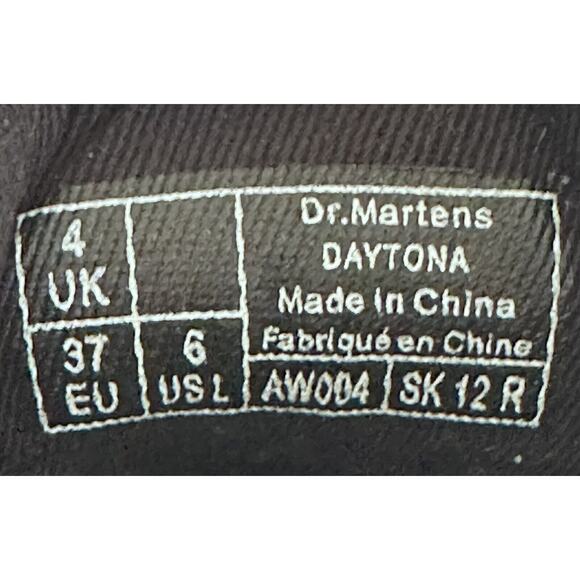 4
UK
37
EU
6
US L
Dr.Martens
DAYTONA
Made in China
Fabriqué en Chine
AW004
SK 12 R